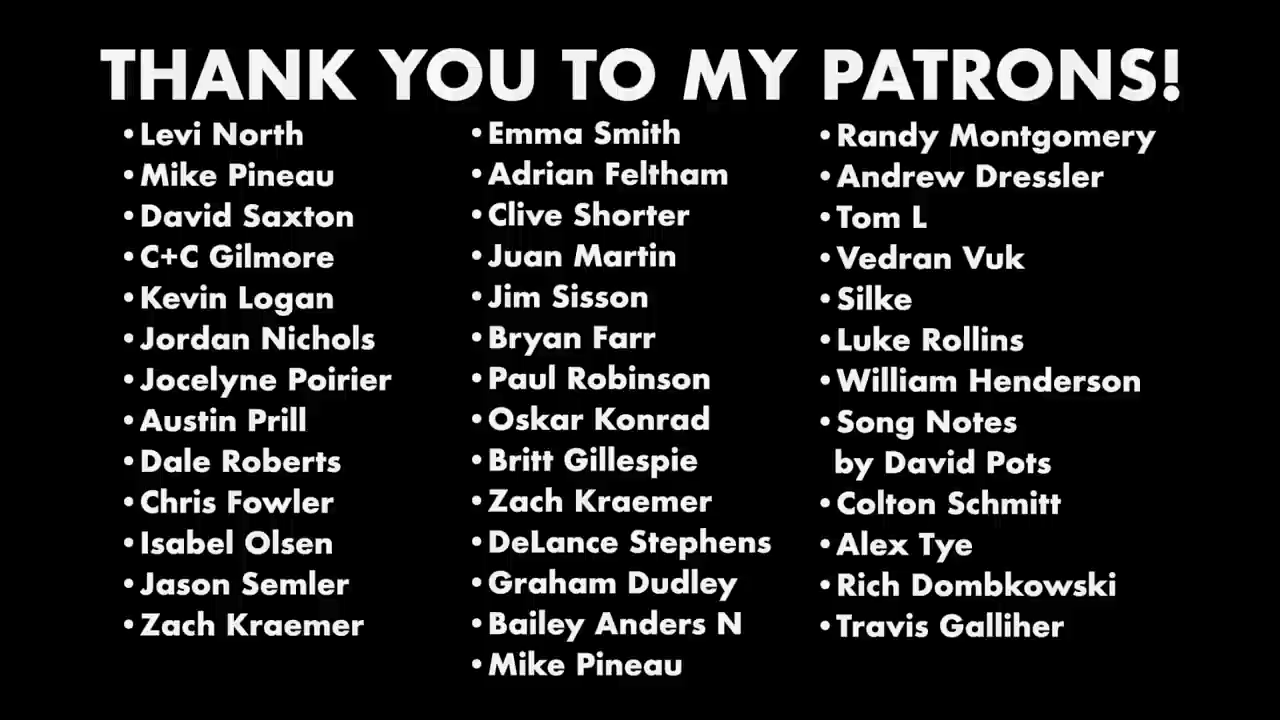 THANK YOU TO MY PATRONS!
•Levi North
•Mike Pineau
•David Saxton
•C+C Gilmore
•Kevin Logan
•Jordan Nichols
•Jocelyne Poirier
•Austin Prill
•Dale Roberts
•Chris Fowler
•Isabel Olsen
•Jason Semler
•Zach Kraemer
•Emma Smith
•Adrian Feltham
•Clive Shorter
•Juan Martin
•Jim Sisson
•Bryan Farr
•Paul Robinson
•Oskar Konrad
•Britt Gillespie
•Zach Kraemer
•DeLance Stephens
•Graham Dudley
•Bailey Anders N
•Mike Pineau
•Randy Montgomery
•Andrew Dressler
•Tom L
•Vedran Vuk
•Silke
•Luke Rollins
•William Henderson
•Song Notes
by David Pots
•Colton Schmitt
•Alex Tye
•Rich Dombkowski
•Travis Galliher